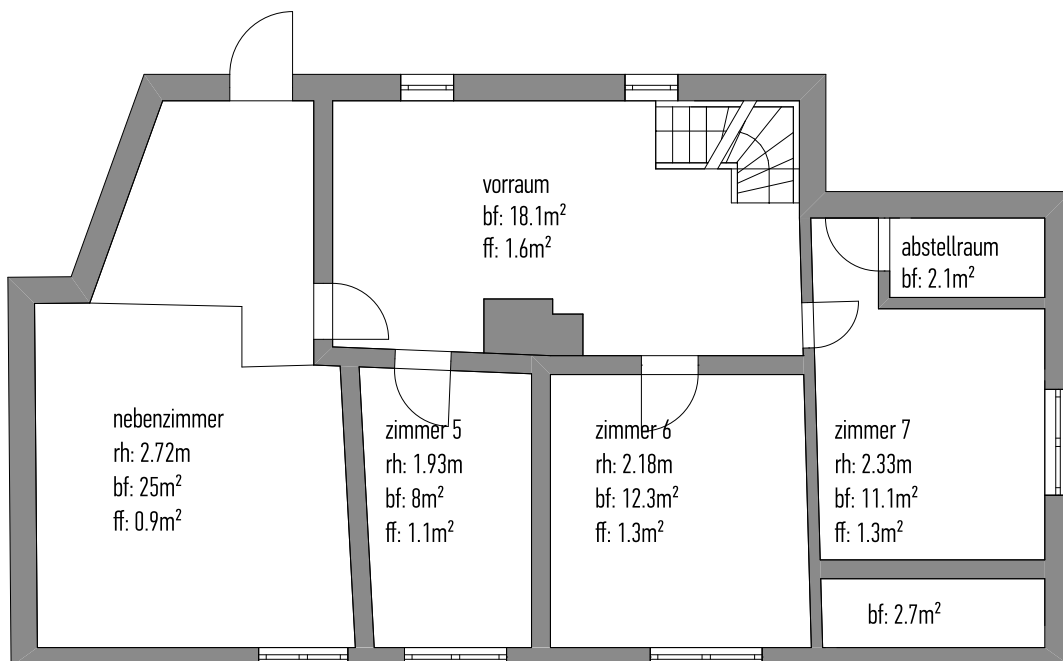 vorraum
bf: 18.1m²
ff: 1.6m²
abstellraum
bf: 2.1m²
nebenzimmer
rh: 2.72m
bf: 25m²
ff: 0.9m²
zimmer 5
rh: 1.93m
bf: 8m²
ff: 1.1m²
zimmer 6
rh: 2.18m
bf: 12.3m²
ff: 1.3m²
zimmer 7
rh: 2.33m
bf: 11.1m²
ff: 1.3m²
bf: 2.7m²